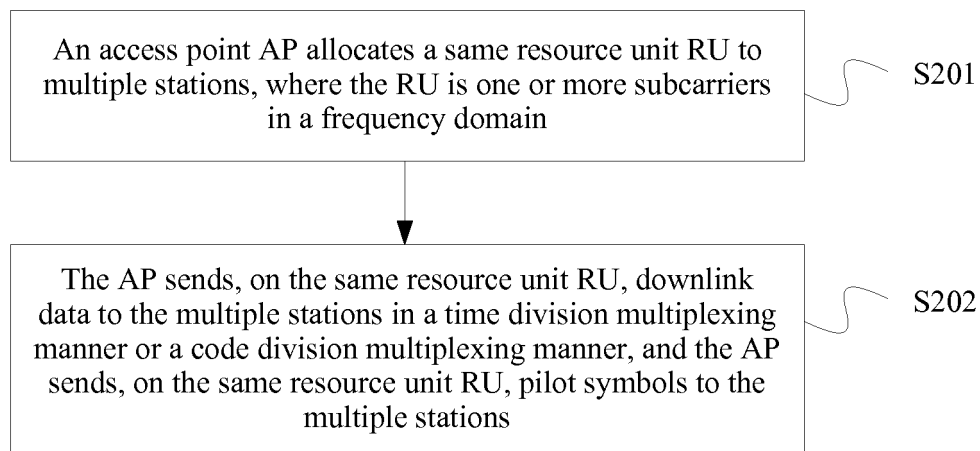 An access point AP allocates a same resource unit RU to
multiple stations, where the RU is one or more subcarriers
in a frequency domain
S201
The AP sends, on the same resource unit RU, downlink
data to the multiple stations in a time division multiplexing
manner or a code division multiplexing manner, and the AP
sends, on the same resource unit RU, pilot symbols to the
multiple stations
S202